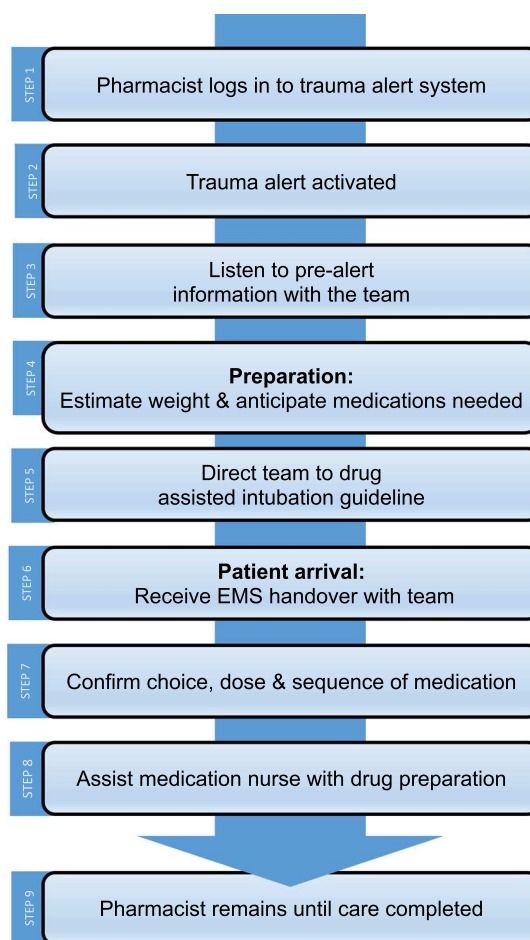 STEP 1
Pharmacist logs in to trauma alert system
STEP 2
Trauma alert activated
STEP 3
Listen to pre-alert
information with the team
STEP 4
Preparation:
Estimate weight & anticipate medications needed
STEP 5
Direct team to drug
assisted intubation guideline
STEP 6
Patient arrival:
Receive EMS handover with team
STEP 7
Confirm choice, dose & sequence of medication
STEP 8
Assist medication nurse with drug preparation
STEP 9
Pharmacist remains until care completed